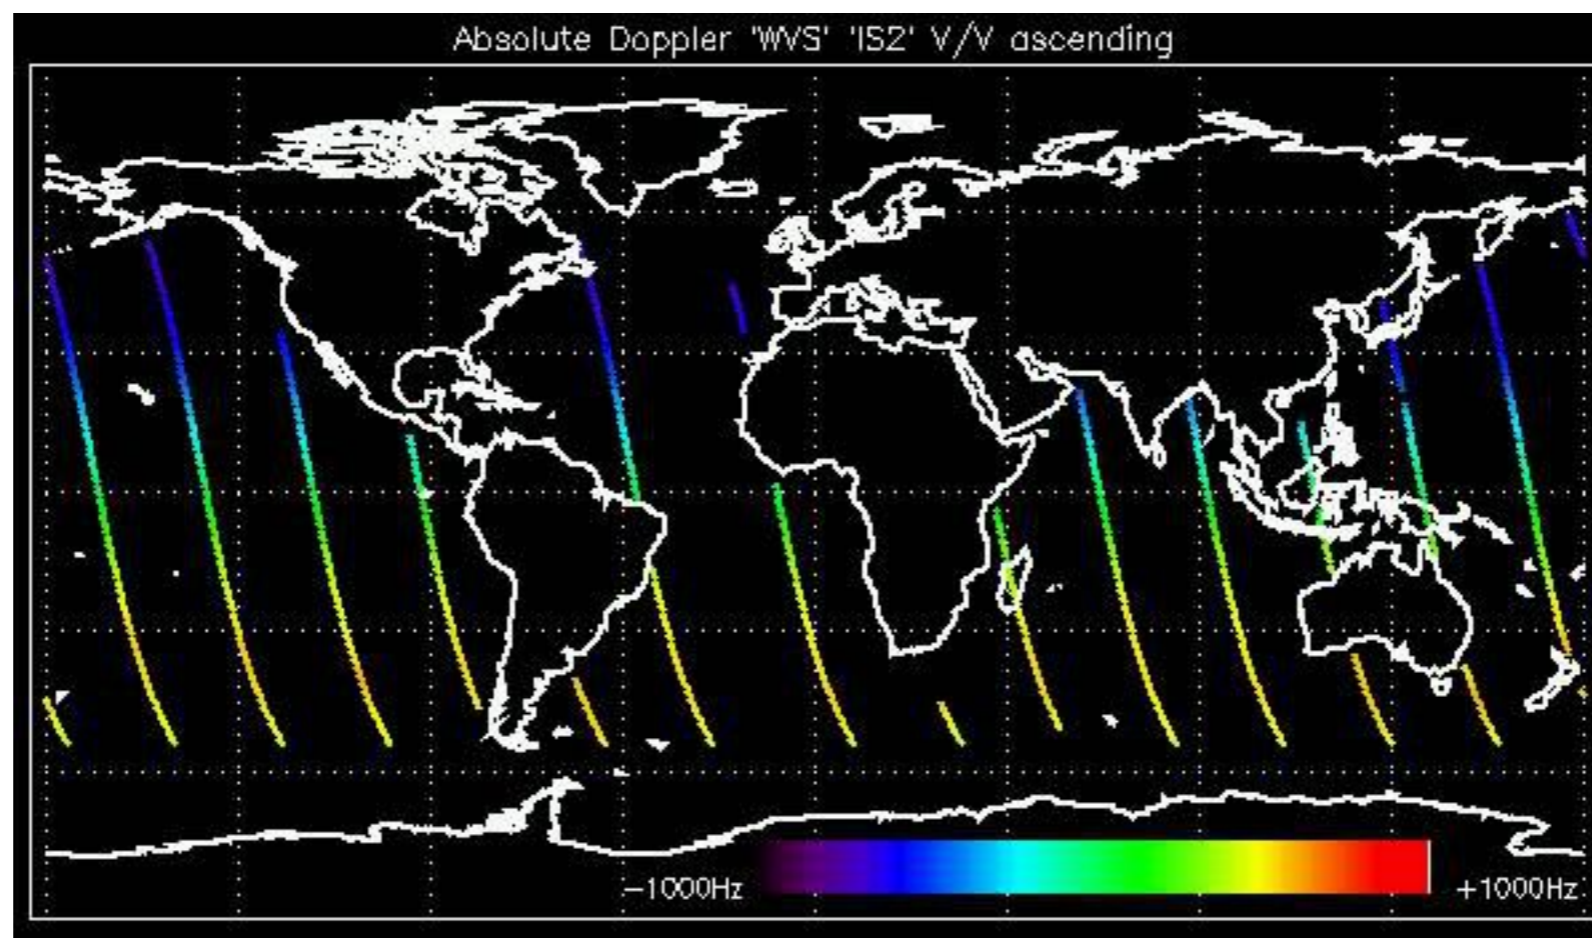 Absolute Doppler 'WVS' 'IS2' V/V ascending
-1000Hz +1000Hz